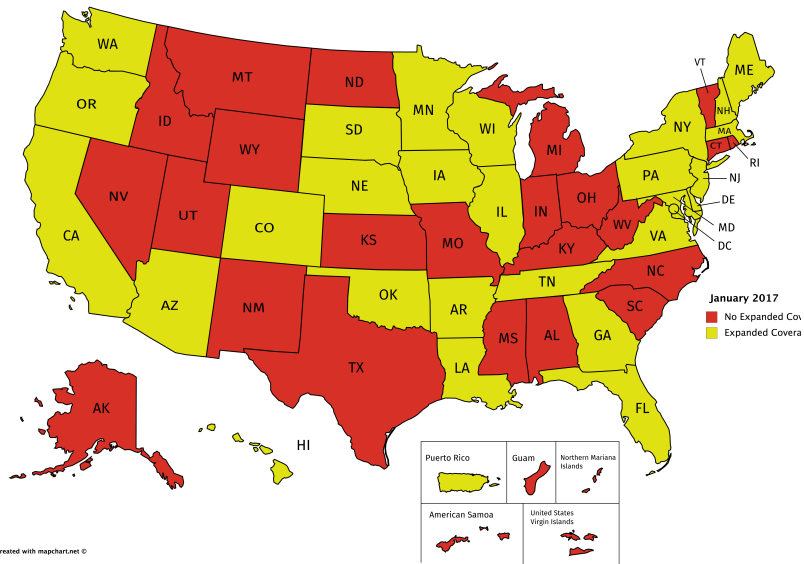 WA
VT
ME
MT
ND
OR
MN
NH
ID
SD
WI
NY
MA
WY
MI
CT
RI
IA
PA
NJ
NE
NV
OH
DE
UT
IL
IN
CO
WV
MD
CA
VA
KS
MO
KY
DC
NC
TN
AZ
OK
January 2017
NM
AR
SC
No Expanded Cov
MS
AL
GA
Expanded Covera
TX
LA
AK
FL
HI
Puerto Rico
Guam
Northern Mariana
Islands
American Samoa
United States
Virgin Islands
reated with mapchart.net ©